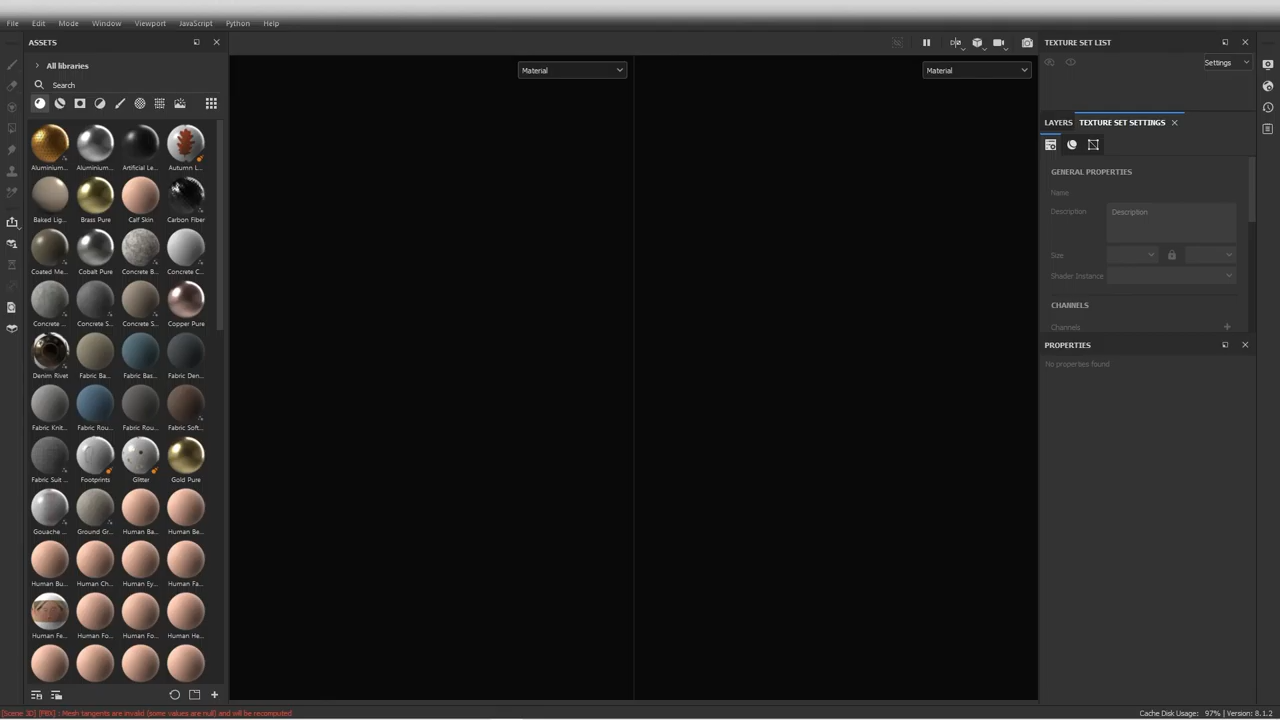 File Edit Mode Window Viewport JavaScript Python Help
ASSETS
All libraries
Search
Aluminium... Aluminium... Artificial Le... Autumn L...
Baked Lig... Brass Pure Calf Skin Carbon Fiber
Coated Me... Cobalt Pure Concrete B... Concrete C...
Concrete ... Concrete S... Concrete S... Copper Pure
Denim Rivet Fabric Ba... Fabric Bas... Fabric Den...
Fabric Knit... Fabric Rou... Fabric Rou... Fabric Soft...
Fabric Suit ... Footprints Glitter Gold Pure
Gouache ... Ground Gr... Human Ba... Human Be...
Human Bu... Human Ch... Human Ey... Human Fa...
Human Fe... Human Fo... Human Fo... Human He...
Material
Material
TEXTURE SET LIST
Settings
LAYERS TEXTURE SET SETTINGS
GENERAL PROPERTIES
Name
Description Description
Size
Shader Instance
CHANNELS
Channels
PROPERTIES
No properties found
[Scene 3D] [FBX] : Mesh tangents are invalid (some values are null) and will be recomputed
Cache Disk Usage: 97% | Version: 8.1.2